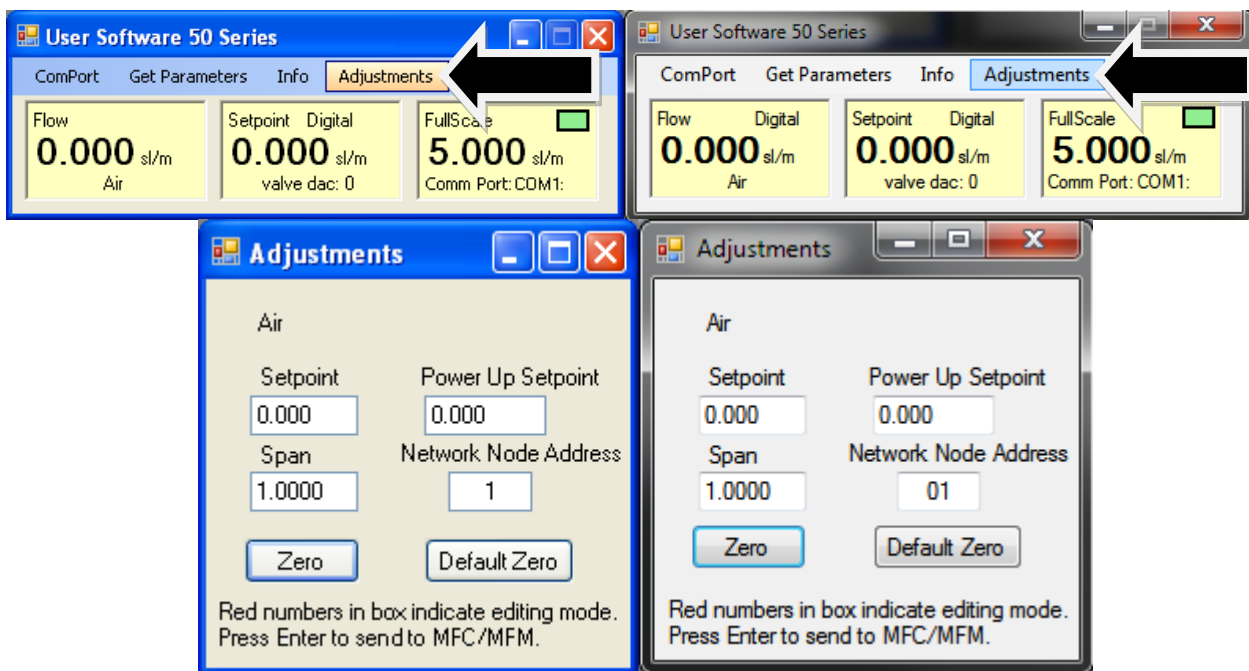 User Software 50 Series
ComPort Get Parameters Info Adjustments
Flow
0.000 sl/m
Air
Setpoint Digital
0.000 sl/m
valve dac: 0
FullScale
5.000 sl/m
Comm Port: COM1:
User Software 50 Series
ComPort Get Parameters Info Adjustments
Flow Digital
0.000 sl/m
Air
Setpoint Digital
0.000 sl/m
valve dac: 0
FullScale
5.000 sl/m
Comm Port: COM1:
Adjustments
Air
Setpoint Power Up Setpoint
0.000 0.000
Span Network Node Address
1.0000 1
Zero Default Zero
Red numbers in box indicate editing mode.
Press Enter to send to MFC/MFM.
Adjustments
Air
Setpoint Power Up Setpoint
0.000 0.000
Span Network Node Address
1.0000 01
Zero Default Zero
Red numbers in box indicate editing mode.
Press Enter to send to MFC/MFM.